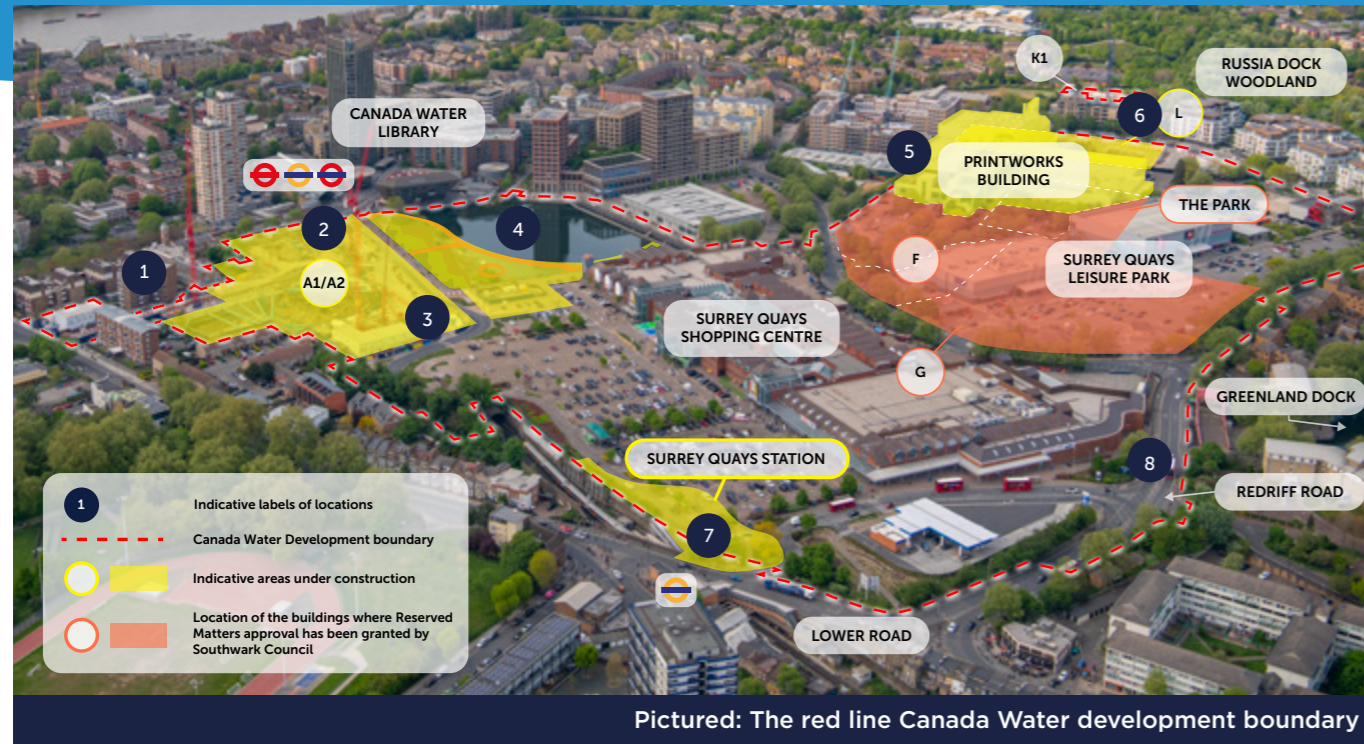 K1
RUSSIA DOCK
WOODLAND
CANADA WATER
LIBRARY
6
L
5
PRINTWORKS
BUILDING
THE PARK
2
4
1
A1/A2
F
SURREY QUAYS
LEISURE PARK
3
SURREY QUAYS
SHOPPING CENTRE
G
GREENLAND DOCK
SURREY QUAYS STATION
8
REDRIFF ROAD
7
LOWER ROAD
1
Indicative labels of locations
Canada Water Development boundary
Indicative areas under construction
Location of the buildings where Reserved
Matters approval has been granted by
Southwark Council
Pictured: The red line Canada Water development boundary